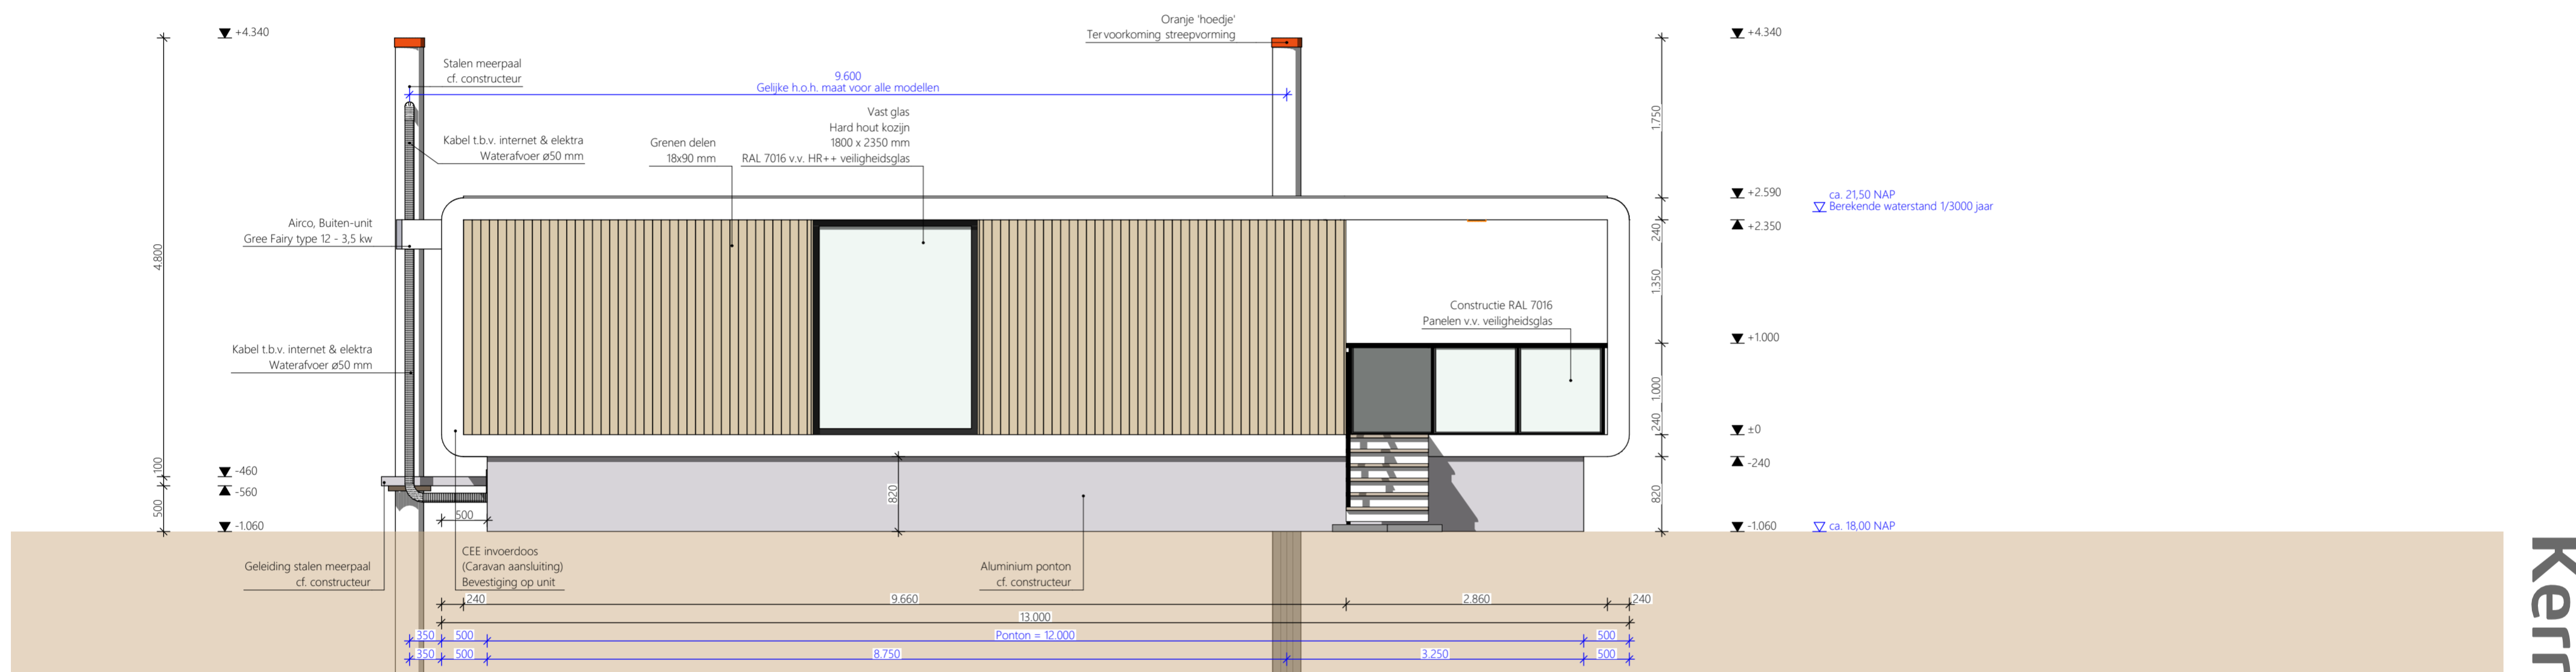 Oranje 'hoedje'
Ter voorkoming streepvorming
+4.340
+4.340
Stalen meerpaal
cf. constructeur
9.600
Gelijke h.o.h. maat voor alle modellen
Vast glas
Hard hout kozijn
1800 x 2350 mm
RAL 7016 v.v. HR++ veiligheidsglas
Grenen delen
18x90 mm
Kabel t.b.v. internet & elektra
Waterafvoer ø50 mm
1.750
+2.590
ca. 21,50 NAP
Berekende waterstand 1/3000 jaar
Airco, Buiten-unit
Gree Fairy type 12 - 3,5 kw
240
+2.350
4.800
1.350
Constructie RAL 7016
Panelen v.v. veiligheidsglas
+1.000
Kabel t.b.v. internet & elektra
Waterafvoer ø50 mm
1.000
240
±0
100
-460
-240
-560
500
820
820
500
-1.060
-1.060
ca. 18,00 NAP
CEE invoerdoos
(Caravan aansluiting)
Bevestiging op unit
Geleiding stalen meerpaal
cf. constructeur
Aluminium ponton
cf. constructeur
240
9.660
2.860
240
13.000
350
500
Ponton = 12.000
500
350
500
8.750
3.250
500